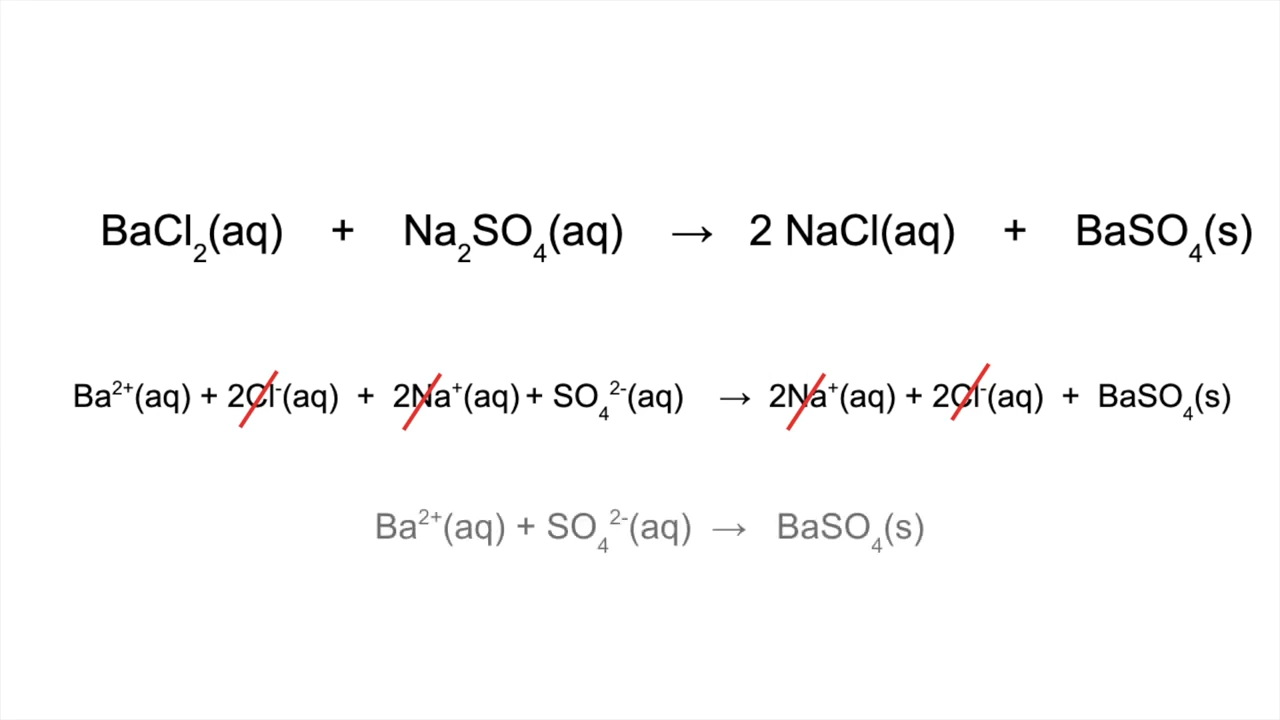 BaCl₂(aq) + Na₂SO₄(aq) → 2 NaCl(aq) + BaSO₄(s)
Ba²⁺(aq) + 2Cl⁻(aq) + 2Na⁺(aq) + SO₄²⁻(aq) → 2Na⁺(aq) + 2Cl⁻(aq) + BaSO₄(s)
Ba²⁺(aq) + SO₄²⁻(aq) → BaSO₄(s)